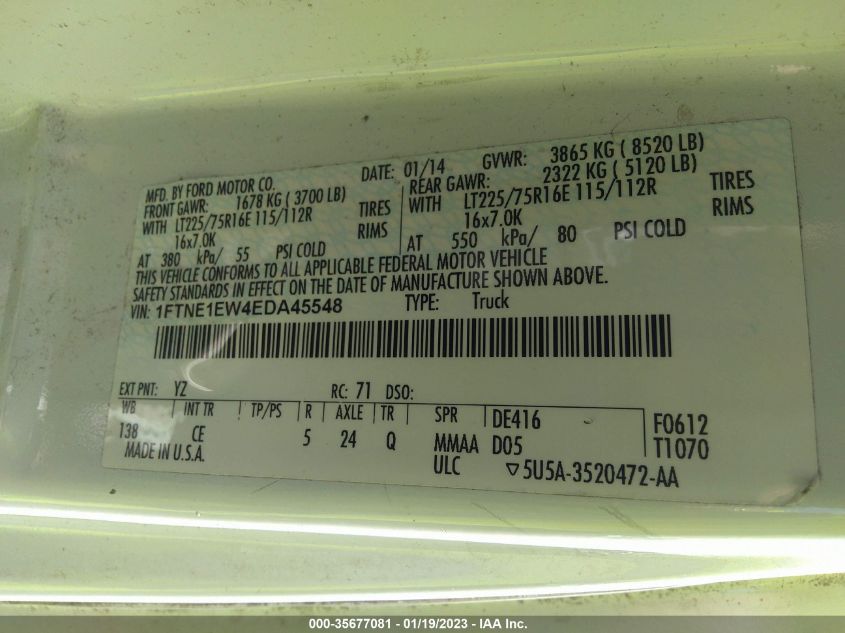 MFD. BY FORD MOTOR CO. DATE: 01/14 GVWR: 3865 KG ( 8520 LB)
FRONT GAWR: 1678 KG ( 3700 LB) REAR GAWR: 2322 KG ( 5120 LB)
WITH LT225/75R16E 115/112R TIRES WITH LT225/75R16E 115/112R TIRES
16x7.0K RIMS 16x7.0K RIMS
AT 380 kPa/ 55 PSI COLD AT 550 kPa/ 80 PSI COLD
THIS VEHICLE CONFORMS TO ALL APPLICABLE FEDERAL MOTOR VEHICLE
SAFETY STANDARDS IN EFFECT ON THE DATE OF MANUFACTURE SHOWN ABOVE.
VIN: 1FTNE1EW4EDA45548 TYPE: Truck
EXT PNT: YZ RC: 71 DSO:
WB INT TR TP/PS R AXLE TR SPR DE416 F0612
138 CE 5 24 Q MMAA D05 T1070
MADE IN U.S.A. ULC ▽5U5A-3520472-AA
000-35677081 - 01/19/2023 - IAA Inc.